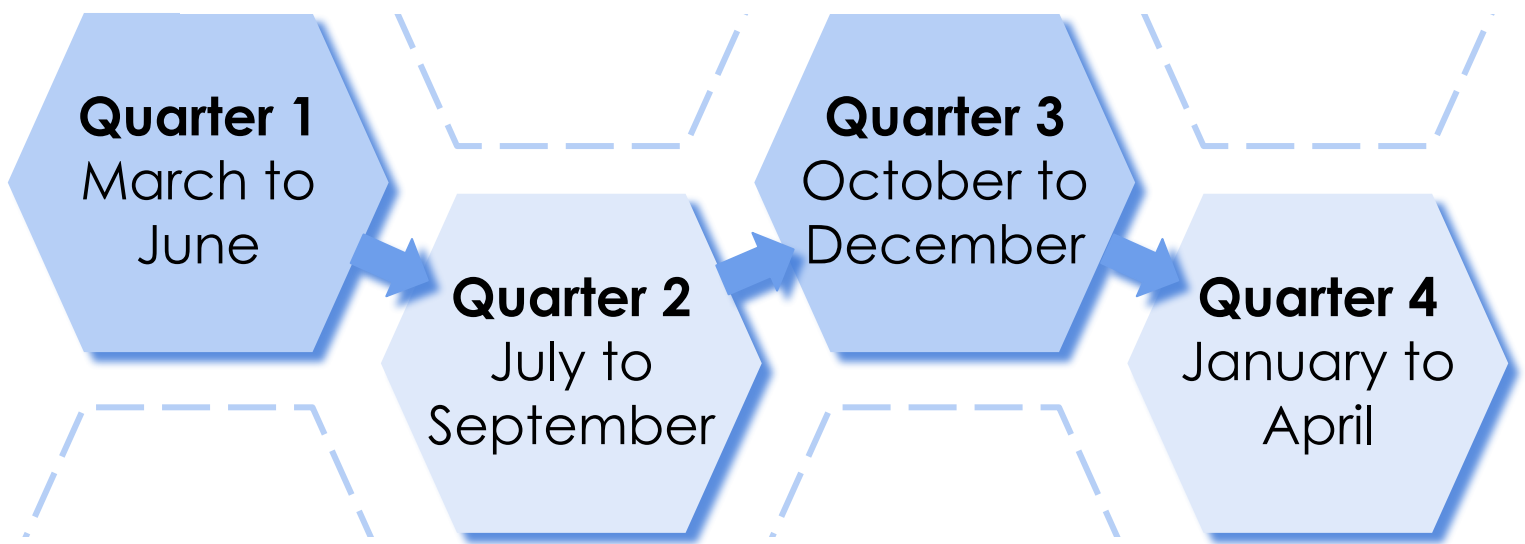 Quarter 1
March to
June
Quarter 2
July to
September
Quarter 3
October to
December
Quarter 4
January to
April